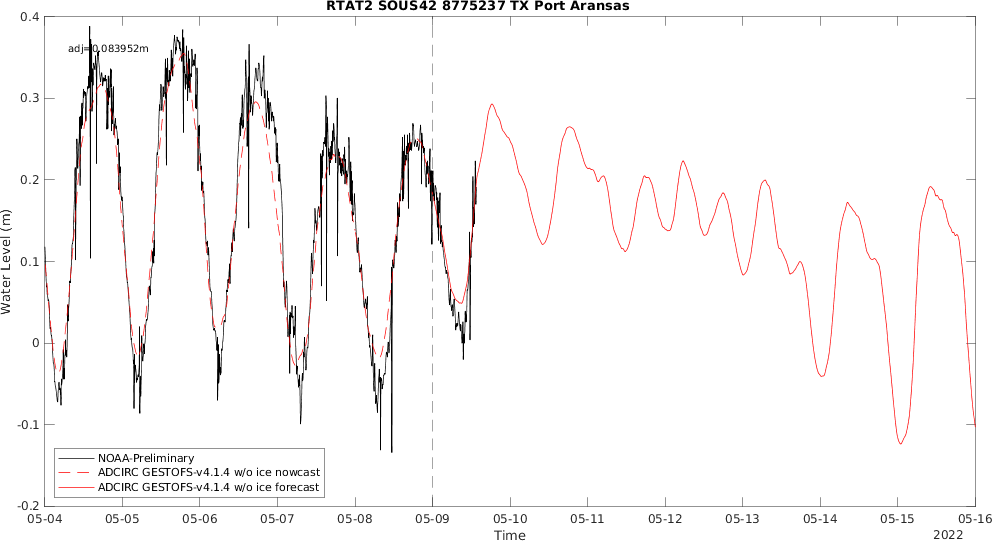 RTAT2 SOUS42 8775237 TX Port Aransas
adj=0.083952m
0.4
0.3
0.2
0.1
0
-0.1
-0.2
Water Level (m)
NOAA-Preliminary
ADCIRC GESTOFS-v4.1.4 w/o ice nowcast
ADCIRC GESTOFS-v4.1.4 w/o ice forecast
05-04 05-05 05-06 05-07 05-08 05-09 05-10 05-11 05-12 05-13 05-14 05-15 05-16
Time
2022